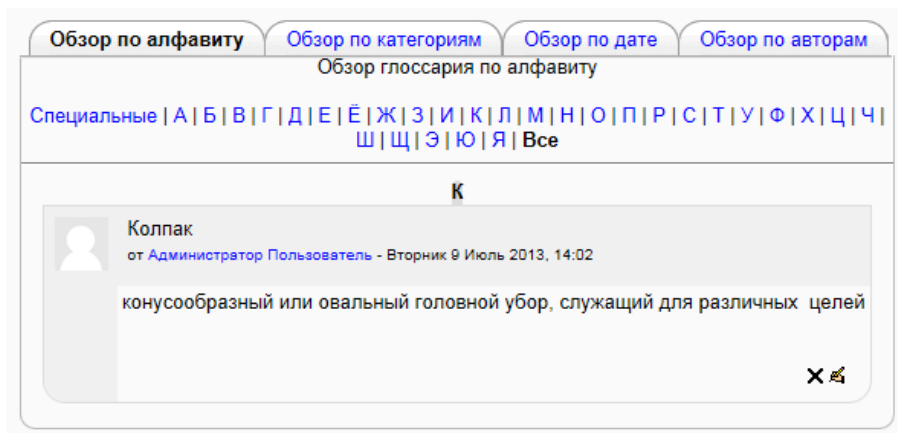 Обзор по алфавиту Обзор по категориям Обзор по дате Обзор по авторам
Обзор глоссария по алфавиту
Специальные | А | Б | В | Г | Д | Е | Ё | Ж | З | И | К | Л | М | Н | О | П | Р | С | Т | У | Ф | Х | Ц | Ч |
Ш | Щ | Э | Ю | Я | Все
К
Колпак
от Администратор Пользователь - Вторник 9 Июль 2013, 14:02
конусообразный или овальный головной убор, служащий для различных целей